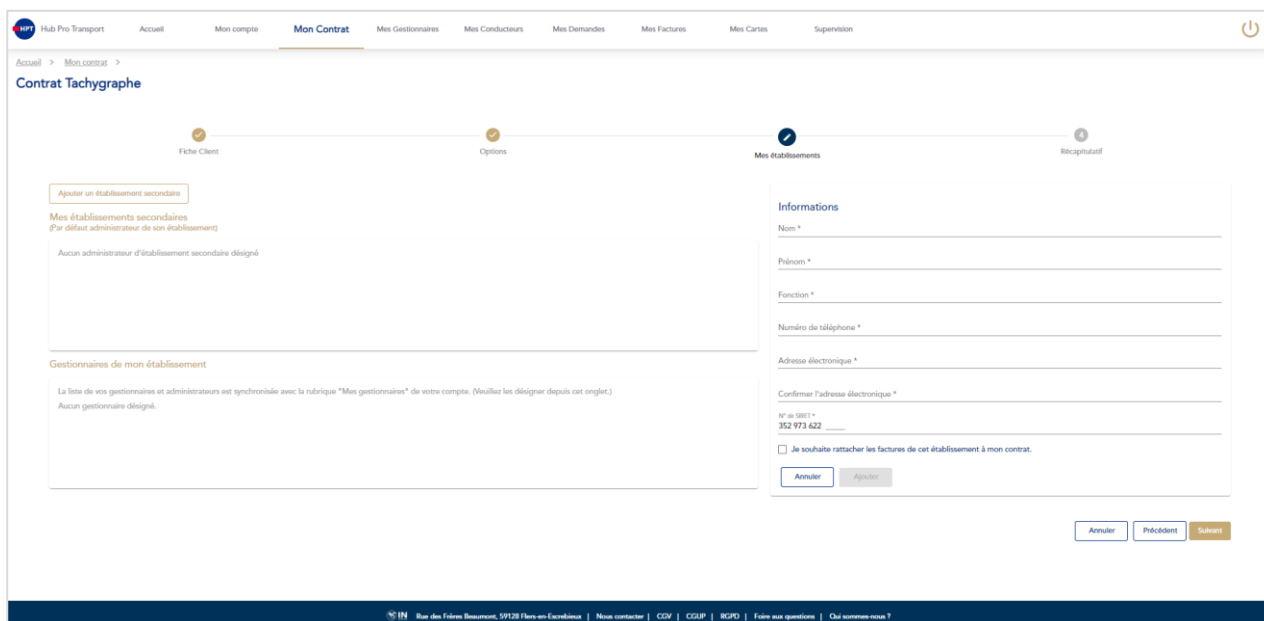 HPT Hub Pro Transport Accueil Mon compte Mon Contrat Mes Gestionnaires Mes Conducteurs Mes Demandes Mes Factures Mes Cartes Supervision
Accueil > Mon contrat >
Contrat Tachygraphe
4
Fiche Client Options Mes établissements Récapitulatif
Ajouter un établissement secondaire
Mes établissements secondaires
(Par défaut administrateur de son établissement)
Aucun administrateur d'établissement secondaire désigné
Gestionnaires de mon établissement
La liste de vos gestionnaires et administrateurs est synchronisée avec la rubrique "Mes gestionnaires" de votre compte. (Veuillez les désigner depuis cet onglet.)
Aucun gestionnaire désigné.
Informations
Nom *
Prénom *
Fonction *
Numéro de téléphone *
Adresse électronique *
Confirmer l'adresse électronique *
N° de SIRET *
352 973 622 _____
Je souhaite rattacher les factures de cet établissement à mon contrat.
Annuler Ajouter
Annuler Précédent Suivant
IN Rue des Frères Beaumont, 59128 Flers-en-Escrebieux | Nous contacter | CGV | CGUP | RGPD | Foire aux questions | Qui sommes-nous ?